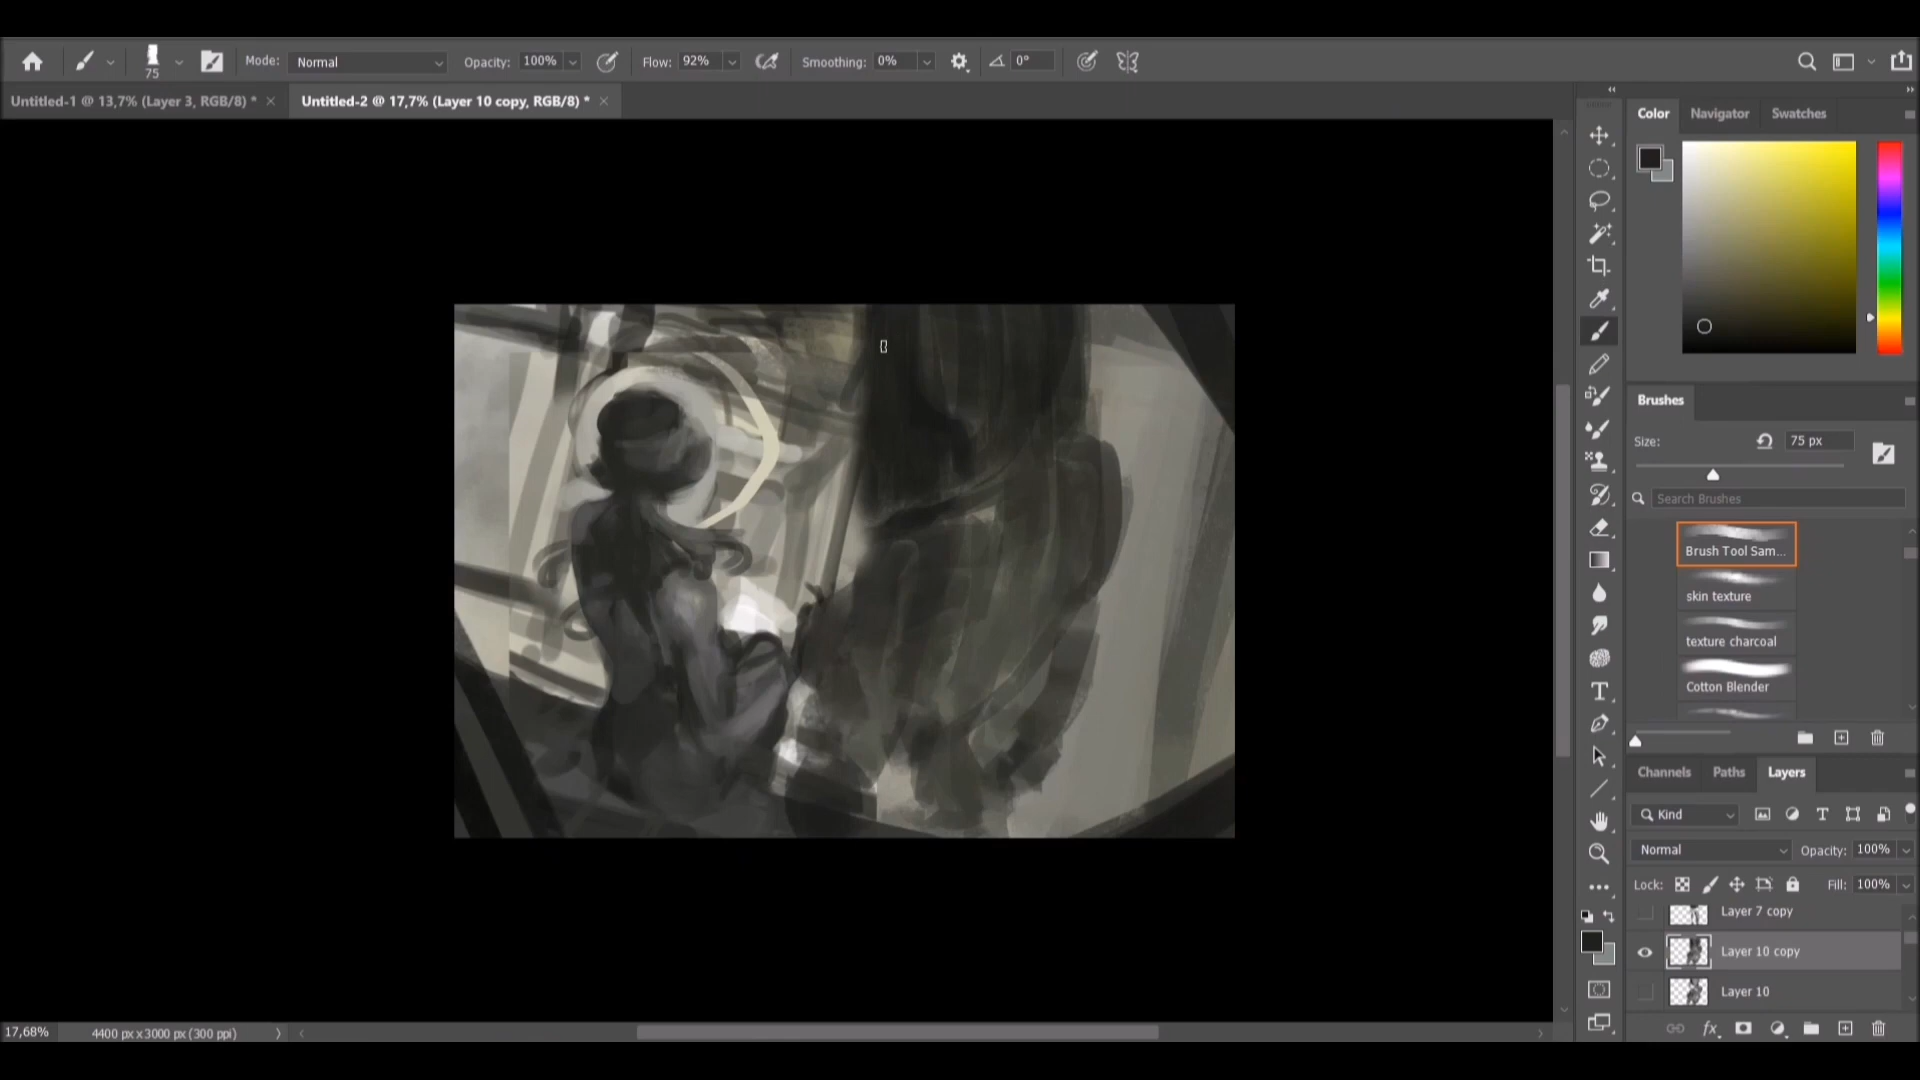 Mode: Normal Opacity: 100% Flow: 92% Smoothing: 0% 0°
75
Untitled-1 @ 13,7% (Layer 3, RGB/8) * Untitled-2 @ 17,7% (Layer 10 copy, RGB/8) *
Color Navigator Swatches
Brushes
Size: 75 px
Search Brushes
Brush Tool Sam...
skin texture
texture charcoal
Cotton Blender
Channels Paths Layers
Kind
Normal Opacity: 100%
Lock: Fill: 100%
Layer 7 copy
Layer 10 copy
Layer 10
17,68% 4400 px x 3000 px (300 ppi)